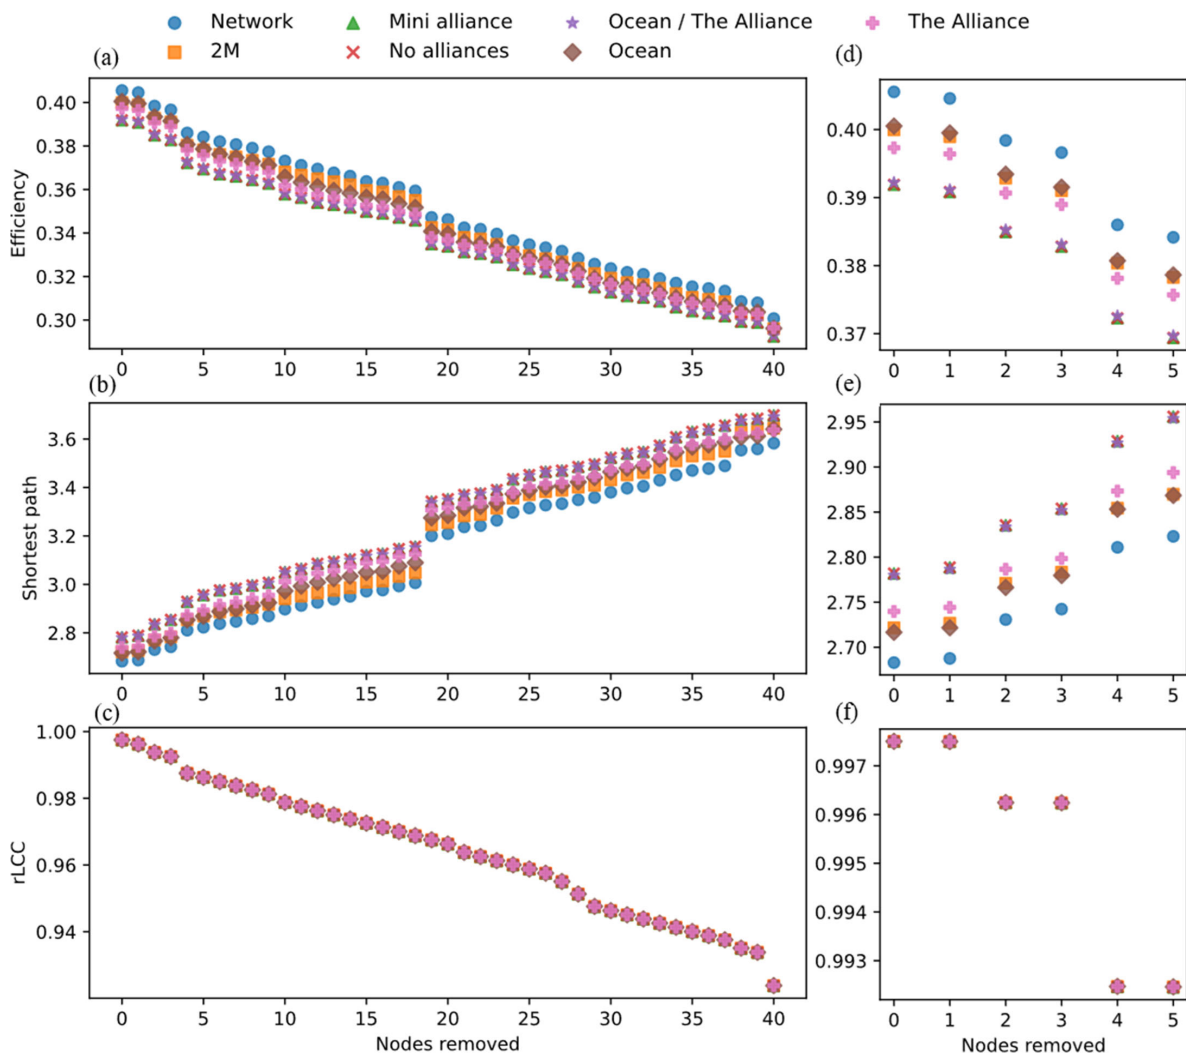 Network Mini alliance Ocean / The Alliance The Alliance
2M No alliances Ocean
(a) (d)
0.40
0.38
0.36
0.34
0.32
0.30
Efficiency
0 5 10 15 20 25 30 35 40
0.40
0.39
0.38
0.37
0 1 2 3 4 5
(b) (e)
3.6
3.4
3.2
3.0
2.8
Shortest path
0 5 10 15 20 25 30 35 40
2.95
2.90
2.85
2.80
2.75
2.70
0 1 2 3 4 5
(c) (f)
1.00
0.98
0.96
0.94
rLCC
0 5 10 15 20 25 30 35 40
Nodes removed
0.997
0.996
0.995
0.994
0.993
0 1 2 3 4 5
Nodes removed